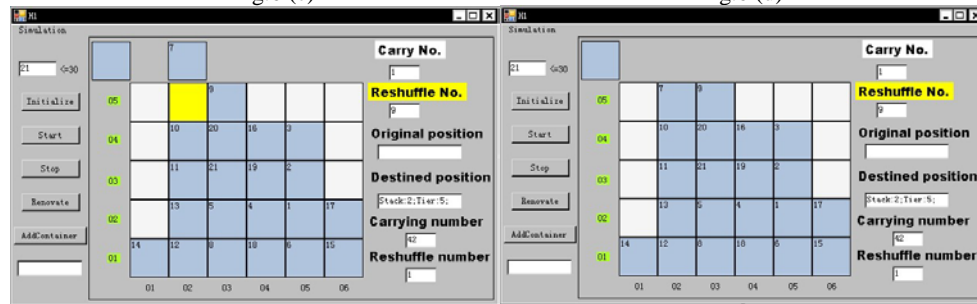 Simulation
7
Carry No.
21 <=30
1
Reshuffle No.
Initialize
05
9
9
Start
04
10 20 16 3
Original position
Stop
03
11 21 19 2
Destined position
Renovate
02
13 5 4 1 17
Stack:2;Tier:5;
Carrying number
42
AddContainer
01
14 12 8 18 6 15
Reshuffle number
1
01 02 03 04 05 06
Simulation
Carry No.
21 <=30
1
Reshuffle No.
Initialize
05
7 9
9
Start
04
10 20 16 3
Original position
Stop
03
11 21 19 2
Destined position
Renovate
02
13 5 4 1 17
Stack:2;Tier:5;
Carrying number
42
AddContainer
01
14 12 8 18 6 15
Reshuffle number
1
01 02 03 04 05 06